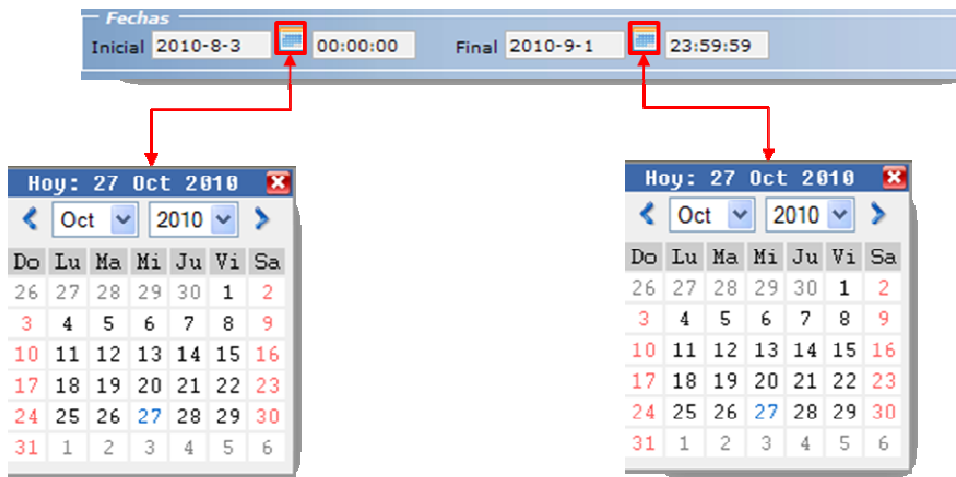 Fechas
Inicial 2010-8-3 00:00:00 Final 2010-9-1 23:59:59
Hoy: 27 Oct 2010
Oct 2010
Do Lu Ma Mi Ju Vi Sa
26 27 28 29 30 1 2
3 4 5 6 7 8 9
10 11 12 13 14 15 16
17 18 19 20 21 22 23
24 25 26 27 28 29 30
31 1 2 3 4 5 6
Hoy: 27 Oct 2010
Oct 2010
Do Lu Ma Mi Ju Vi Sa
26 27 28 29 30 1 2
3 4 5 6 7 8 9
10 11 12 13 14 15 16
17 18 19 20 21 22 23
24 25 26 27 28 29 30
31 1 2 3 4 5 6